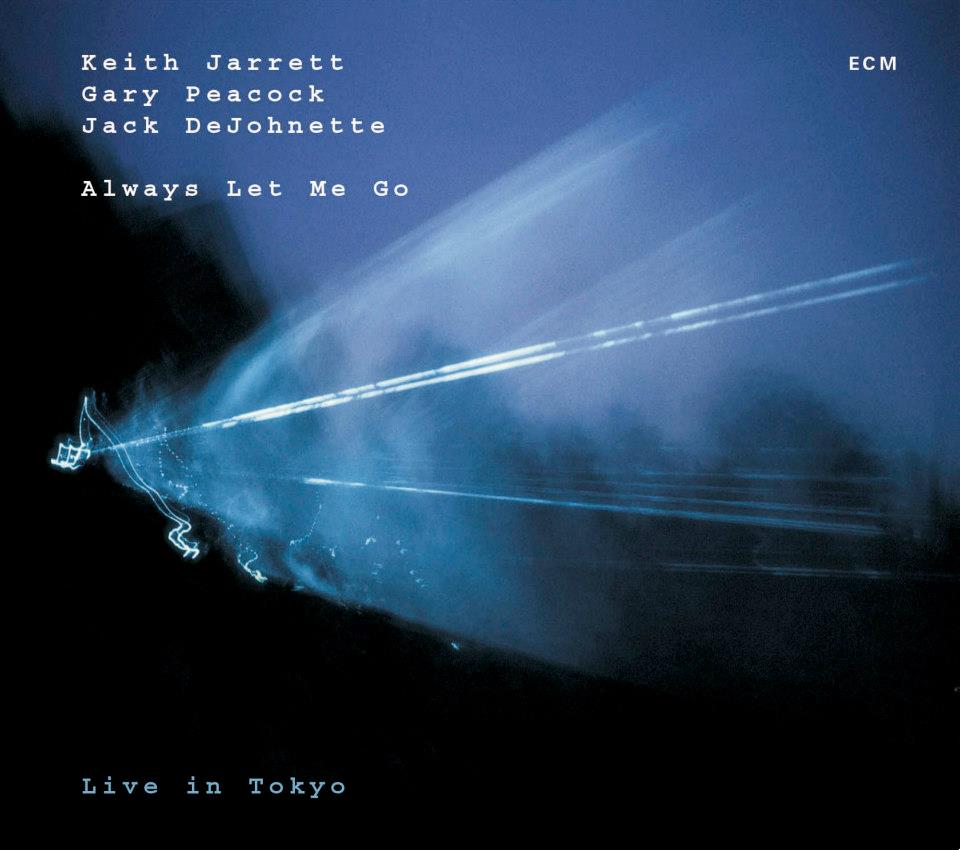 Keith Jarrett
Gary Peacock
Jack DeJohnette
Always Let Me Go
ECM
Live in Tokyo